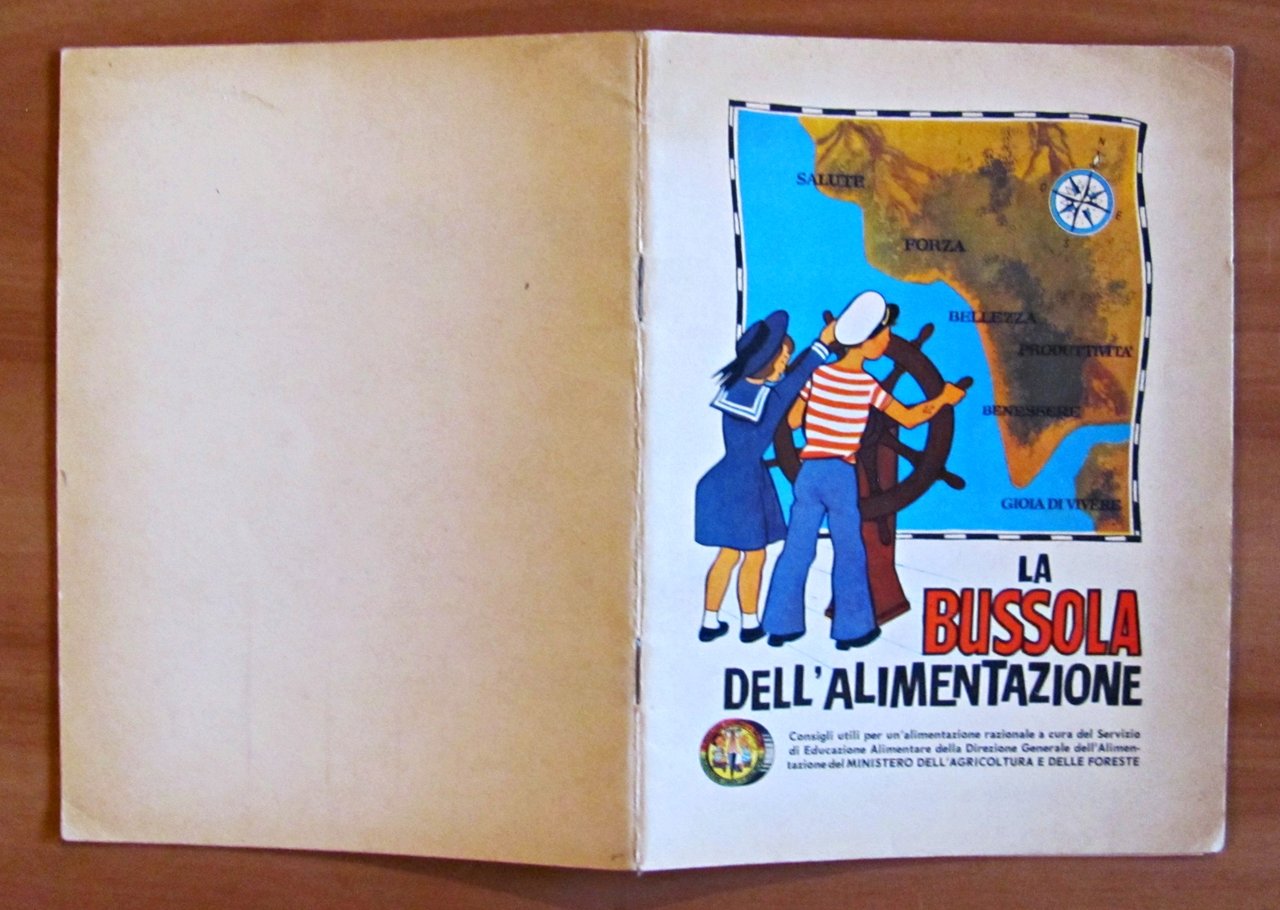 SALUTE
FORZA
BELLEZZA
PRODUTTIVITA'
BENESSERE
GIOIA DI VIVERE
N
O
E
S
LA
BUSSOLA
DELL'ALIMENTAZIONE
Consigli utili per un'alimentazione razionale a cura del Servizio
di Educazione Alimentare della Direzione Generale dell'Alimen-
tazione del MINISTERO DELL'AGRICOLTURA E DELLE FORESTE